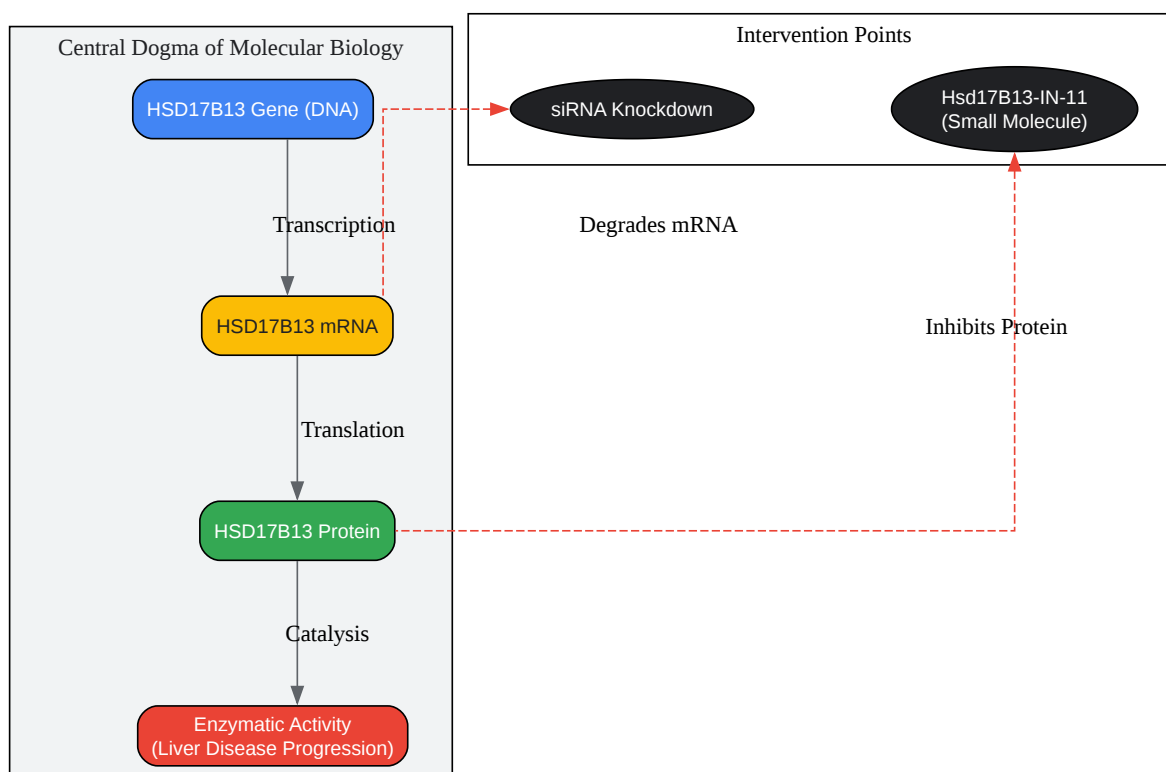 Central Dogma of Molecular Biology
HSD17B13 Gene (DNA)
Transcription
HSD17B13 mRNA
Translation
HSD17B13 Protein
Catalysis
Enzymatic Activity
(Liver Disease Progression)
Intervention Points
siRNA Knockdown
Hsd17B13-IN-11
(Small Molecule)
Degrades mRNA
Inhibits Protein